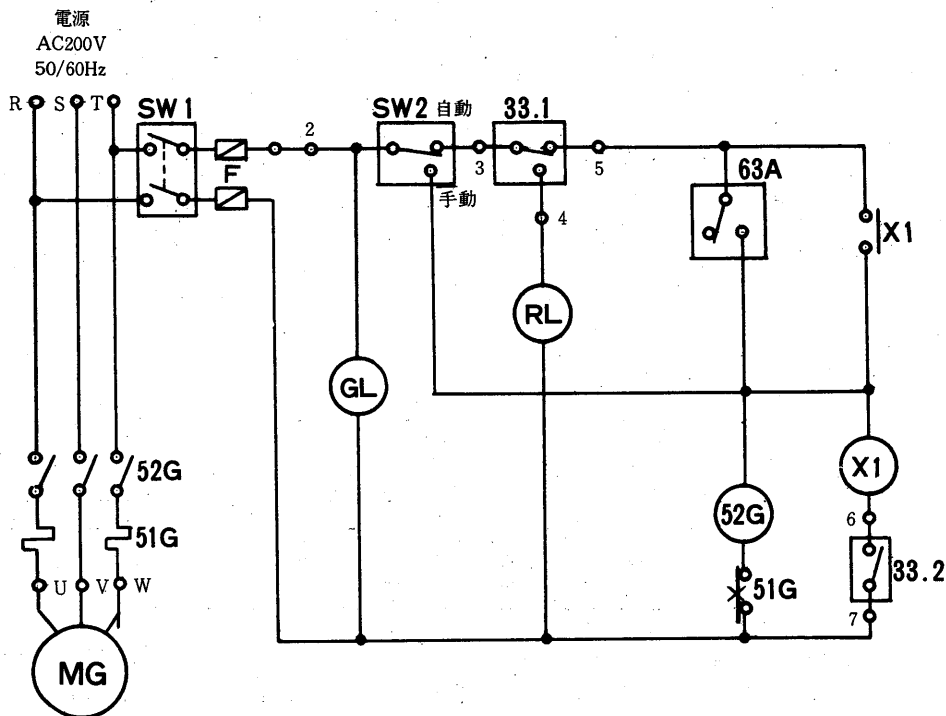 電源
AC200V
50/60Hz
R S T
SW1
F
2
SW2 自動
手動
3
33.1
4
5
63A
X1
RL
GL
X1
52G
52G
51G
6
33.2
7
51G
U V W
MG